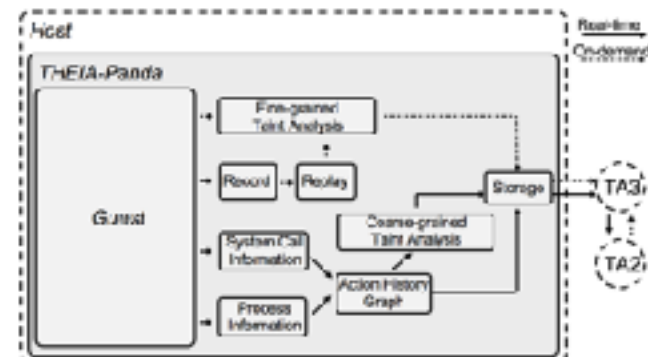 Host
Real-time
On-demand
THEIA-Panda
Fine-grained
Taint Analysis
Record
Replay
Storage
TA3
Guest
Coarse-grained
Taint Analysis
System Call
Information
TA2
Action History
Graph
Process
Information